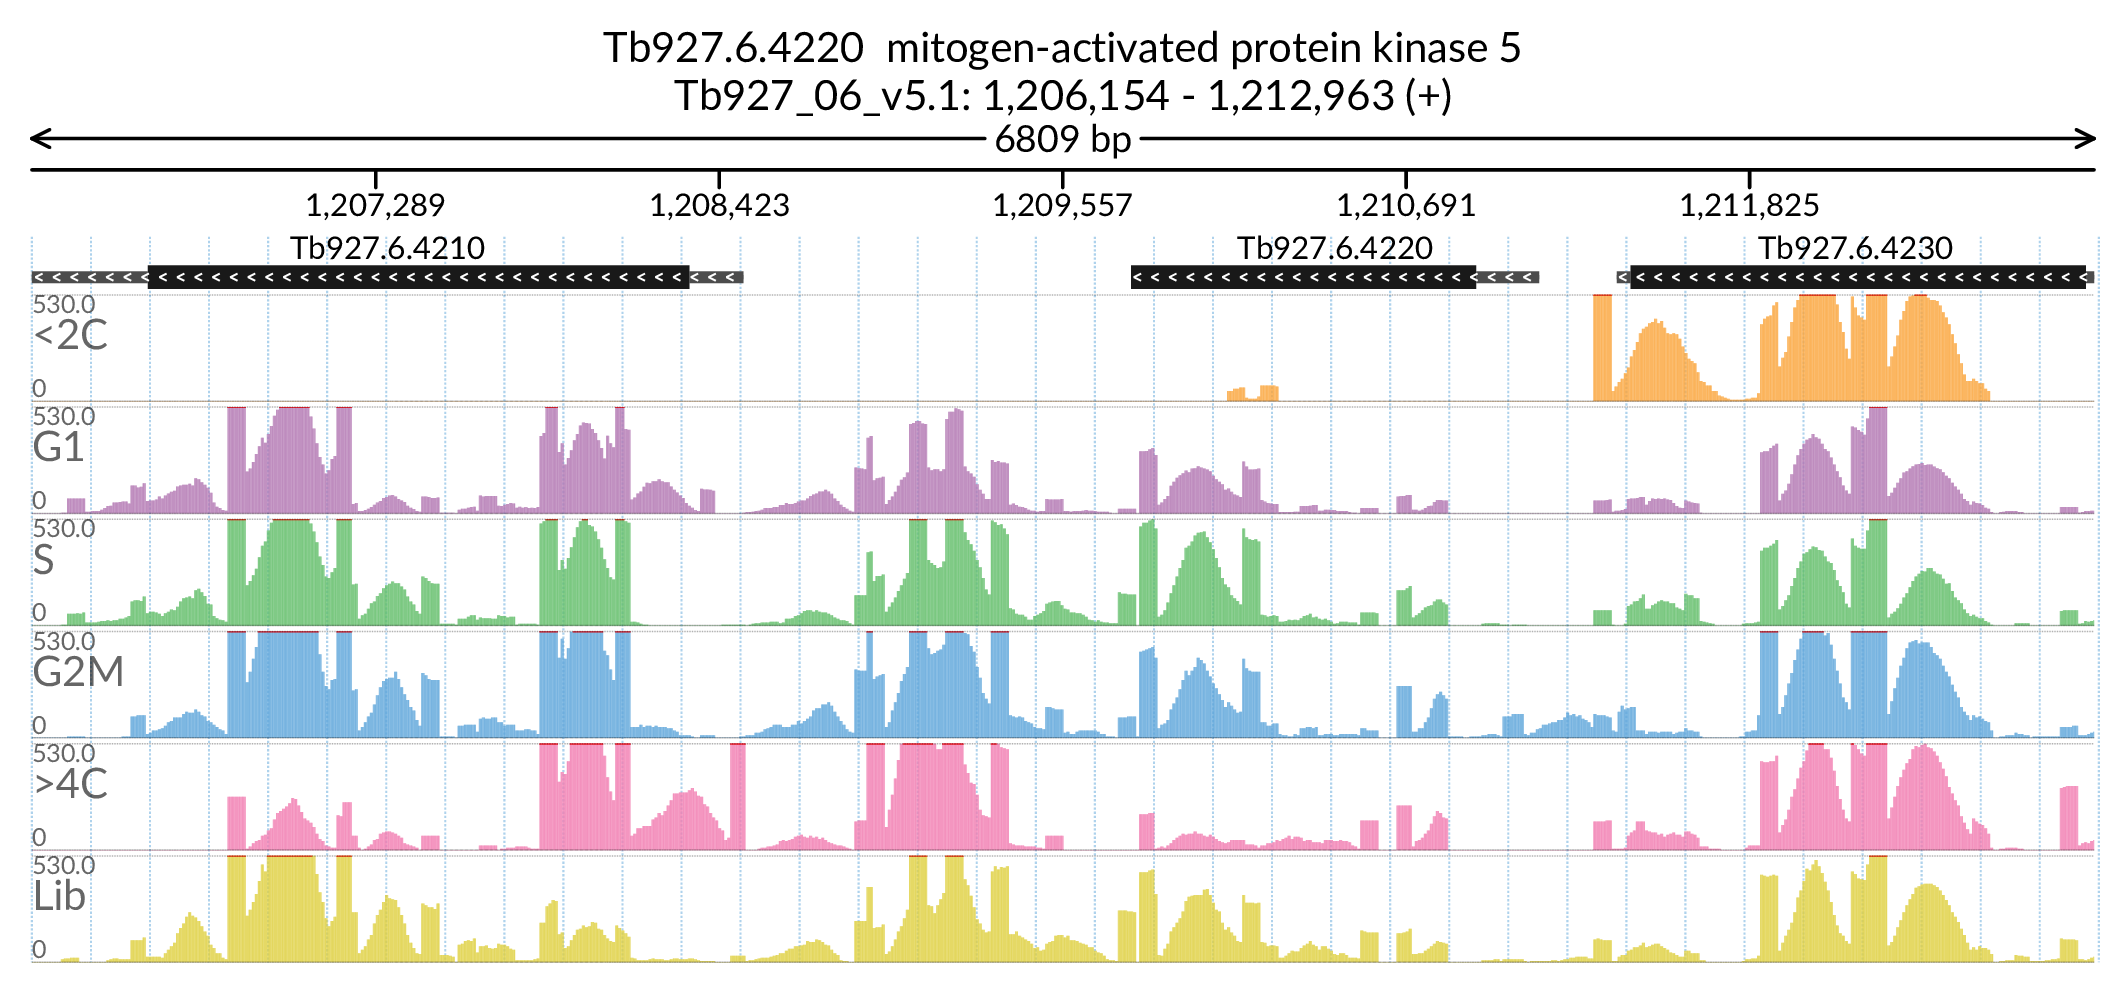 Tb927.6.4220  mitogen-activated protein kinase 5
Tb927_06_v5.1: 1,206,154 - 1,212,963 (+)
6809 bp
1,207,289 1,208,423 1,209,557 1,210,691 1,211,825
Tb927.6.4210 Tb927.6.4220 Tb927.6.4230
530.0
<2C
0
530.0
G1
0
530.0
S
0
530.0
G2M
0
530.0
>4C
0
530.0
Lib
0